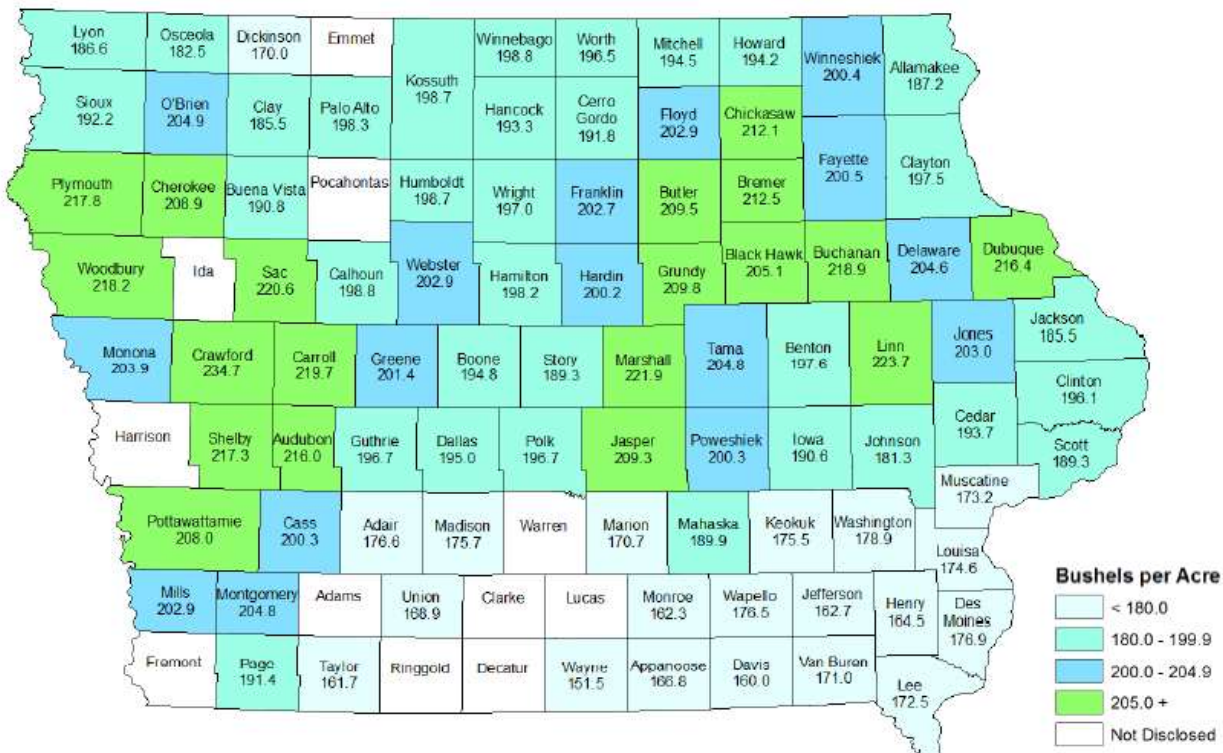 Lyon
186.6
Osceola
182.5
Dickinson
170.0
Emmet
Kossuth
198.7
Winnebago
198.8
Worth
196.5
Mitchell
194.5
Howard
194.2
Winneshiek
200.4
Allamakee
187.2
Sioux
192.2
O'Brien
204.9
Clay
185.5
Palo Alto
198.3
Hancock
193.3
Cerro
Gordo
191.8
Floyd
202.9
Chickasaw
212.1
Fayette
200.5
Clayton
197.5
Plymouth
217.8
Cherokee
208.9
Buena Vista
190.8
Pocahontas
Humboldt
198.7
Wright
197.0
Franklin
202.7
Butler
209.5
Bremer
212.5
Woodbury
218.2
Ida
Sac
220.6
Calhoun
198.8
Webster
202.9
Hamilton
198.2
Hardin
200.2
Grundy
209.8
Black Hawk
205.1
Buchanan
218.9
Delaware
204.6
Dubuque
216.4
Monona
203.9
Crawford
234.7
Carroll
219.7
Greene
201.4
Boone
194.8
Story
189.3
Marshall
221.9
Tama
204.8
Benton
197.6
Linn
223.7
Jones
203.0
Jackson
185.5
Clinton
196.1
Harrison
Shelby
217.3
Audubon
216.0
Guthrie
196.7
Dallas
195.0
Polk
196.7
Jasper
209.3
Poweshiek
200.3
Iowa
190.6
Johnson
181.3
Cedar
193.7
Scott
189.3
Muscatine
173.2
Pottawattamie
208.0
Cass
200.3
Adair
176.6
Madison
175.7
Warren
Marion
170.7
Mahaska
189.9
Keokuk
175.5
Washington
178.9
Louisa
174.6
Mills
202.9
Montgomery
204.8
Adams
Union
168.9
Clarke
Lucas
Monroe
162.3
Wapello
176.5
Jefferson
162.7
Henry
164.5
Des
Moines
176.9
Fremont
Page
191.4
Taylor
161.7
Ringgold
Decatur
Wayne
151.5
Appanoose
166.8
Davis
160.0
Van Buren
171.0
Lee
172.5
Bushels per Acre
< 180.0
180.0 - 199.9
200.0 - 204.9
205.0 +
Not Disclosed